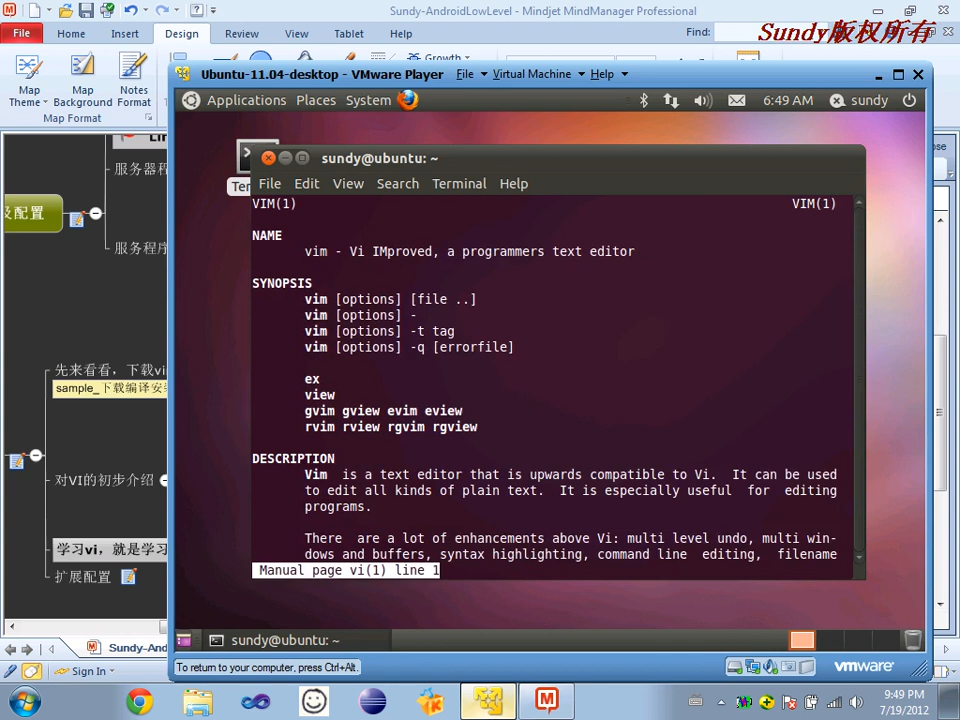 Sundy-AndroidLowLevel - Mindjet MindManager Professional
File Home Insert Design Review View Tablet Help Find:
Sundy版权所有
Map Theme
Map Background
Notes Format
Growth
Map Format
Ubuntu-11.04-desktop - VMware Player File Virtual Machine Help
Applications Places System 6:49 AM sundy
服务器程
及配置
服务程序
先来看看，下载vi
sample_下载编译安装
对VI的初步介绍
学习vi，就是学习
扩展配置
Ter
sundy@ubuntu: ~
File Edit View Search Terminal Help
VIM(1) VIM(1)
NAME
vim - Vi IMproved, a programmers text editor
SYNOPSIS
vim [options] [file ..]
vim [options] -
vim [options] -t tag
vim [options] -q [errorfile]
ex
view
gvim gview evim eview
rvim rview rgvim rgview
DESCRIPTION
Vim is a text editor that is upwards compatible to Vi. It can be used
to edit all kinds of plain text. It is especially useful for editing
programs.
There are a lot of enhancements above Vi: multi level undo, multi win-
dows and buffers, syntax highlighting, command line editing, filename
Manual page vi(1) line 1
sundy@ubuntu: ~
Sundy-And
To return to your computer, press Ctrl+Alt.
vmware
Sign In
9:49 PM
7/19/2012